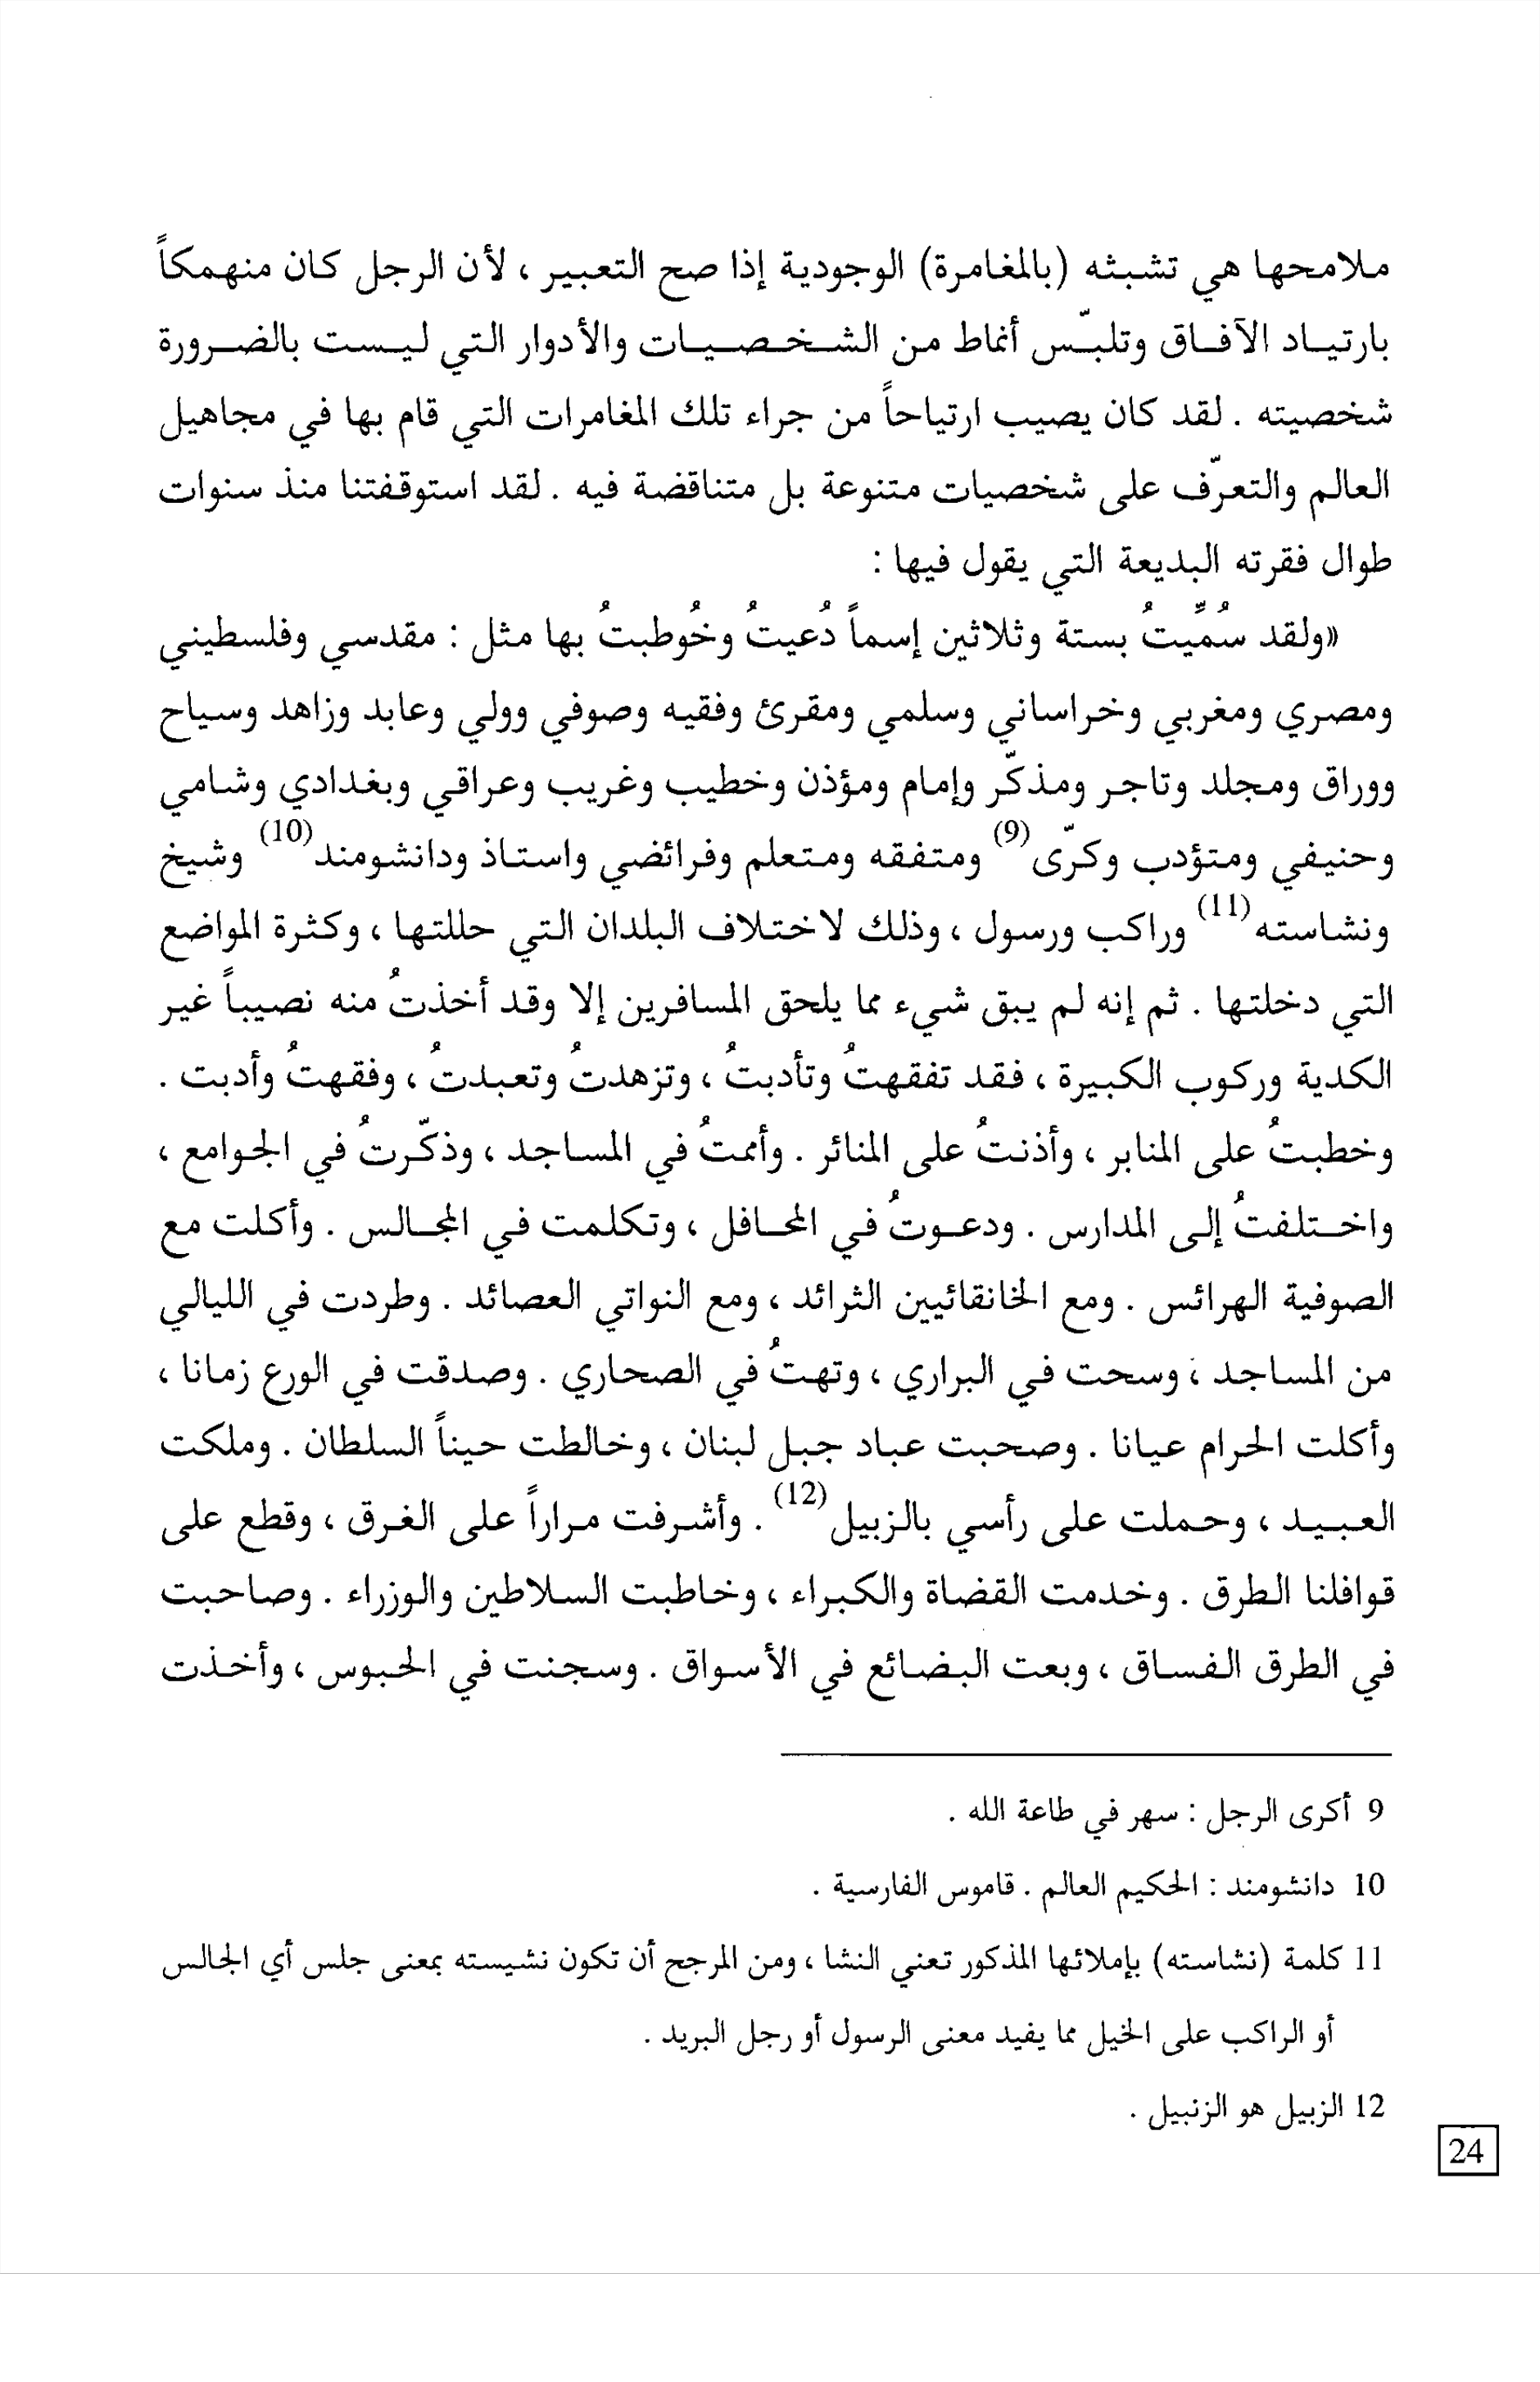 ملامحها هي تشبثه (بالمغامرة) الوجودية إذا صح التعبير ، لأن الرجل كان منهمكاً
بارتياد الآفاق وتلبّس أنماط من الشخصيات والأدوار التي ليست بالضرورة
شخصيته . لقد كان يصيب ارتياحاً من جراء تلك المغامرات التي قام بها في مجاهيل
العالم والتعرّف على شخصيات متنوعة بل متناقضة فيه . لقد استوقفتنا منذ سنوات
طوال فقرته البديعة التي يقول فيها :
«ولقد سُمِّيتُ بستة وثلاثين إسماً دُعيتُ وخُوطبتُ بها مثل : مقدسي وفلسطيني
ومصري ومغربي وخراساني وسلمي ومقرئ وفقيه وصوفي وولي وعابد وزاهد وسياح
ووراق ومجلد وتاجر ومذكّر وإمام ومؤذن وخطيب وغريب وعراقي وبغدادي وشامي
وحنيفي ومتؤدب وكرّى(9) ومتفقه ومتعلم وفرائضي واستاذ ودانشومند(10) وشيخ
ونشاسته(11) وراكب ورسول ، وذلك لاختلاف البلدان التي حللتها ، وكثرة المواضع
التي دخلتها . ثم إنه لم يبق شيء مما يلحق المسافرين إلا وقد أخذتُ منه نصيباً غير
الكدية وركوب الكبيرة ، فقد تفقهتُ وتأدبتُ ، وتزهدتُ وتعبدتُ ، وفقهتُ وأدبت .
وخطبتُ على المنابر ، وأذنتُ على المنائر . وأممتُ في المساجد ، وذكّرتُ في الجوامع ،
واختلفتُ إلى المدارس . ودعوتُ في المحافل ، وتكلمت في المجالس . وأكلت مع
الصوفية الهرائس . ومع الخانقائيين الثرائد ، ومع النواتي العصائد . وطردت في الليالي
من المساجد ، وسحت في البراري ، وتهتُ في الصحاري . وصدقت في الورع زمانا ،
وأكلت الحرام عيانا . وصحبت عباد جبل لبنان ، وخالطت حيناً السلطان . وملكت
العبيد ، وحملت على رأسي بالزبيل(12) . وأشرفت مراراً على الغرق ، وقطع على
قوافلنا الطرق . وخدمت القضاة والكبراء ، وخاطبت السلاطين والوزراء . وصاحبت
في الطرق الفساق ، وبعت البضائع في الأسواق . وسجنت في الحبوس ، وأخذت
9 أكرى الرجل : سهر في طاعة الله .
10 دانشومند : الحكيم العالم . قاموس الفارسية .
11 كلمة (نشاسته) بإملائها المذكور تعني النشا ، ومن المرجح أن تكون نشيسته بمعنى جلس أي الجالس
أو الراكب على الخيل مما يفيد معنى الرسول أو رجل البريد .
12 الزبيل هو الزنبيل .
24